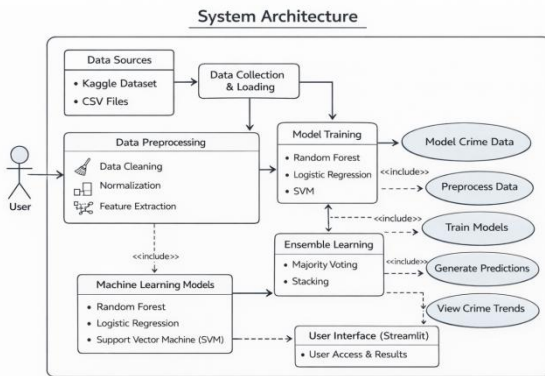 System Architecture
Data Sources
• Kaggle Dataset
• CSV Files
Data Collection
& Loading
Data Preprocessing
Data Cleaning
Normalization
Feature Extraction
User
Model Training
• Random Forest
• Logistic Regression
• SVM
Model Crime Data
<<include>>
Preprocess Data
<<include>>
Train Models
<<include>>
Ensemble Learning
• Majority Voting
• Stacking
<<include>>
Generate Predictions
Machine Learning Models
• Random Forest
• Logistic Regression
• Support Vector Machine (SVM)
View Crime Trends
User Interface (Streamlit)
• User Access & Results